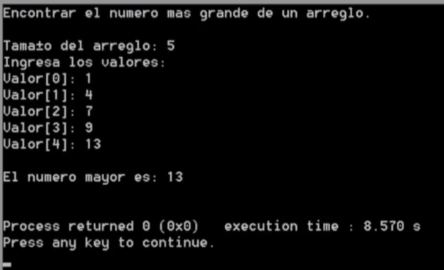 Encontrar el numero mas grande de un arreglo.
Tama±o del arreglo: 5
Ingresa los valores:
Valor[0]: 1
Valor[1]: 4
Valor[2]: 7
Valor[3]: 9
Valor[4]: 13
El numero mayor es: 13
Process returned 0 (0x0)   execution time : 8.570 s
Press any key to continue.